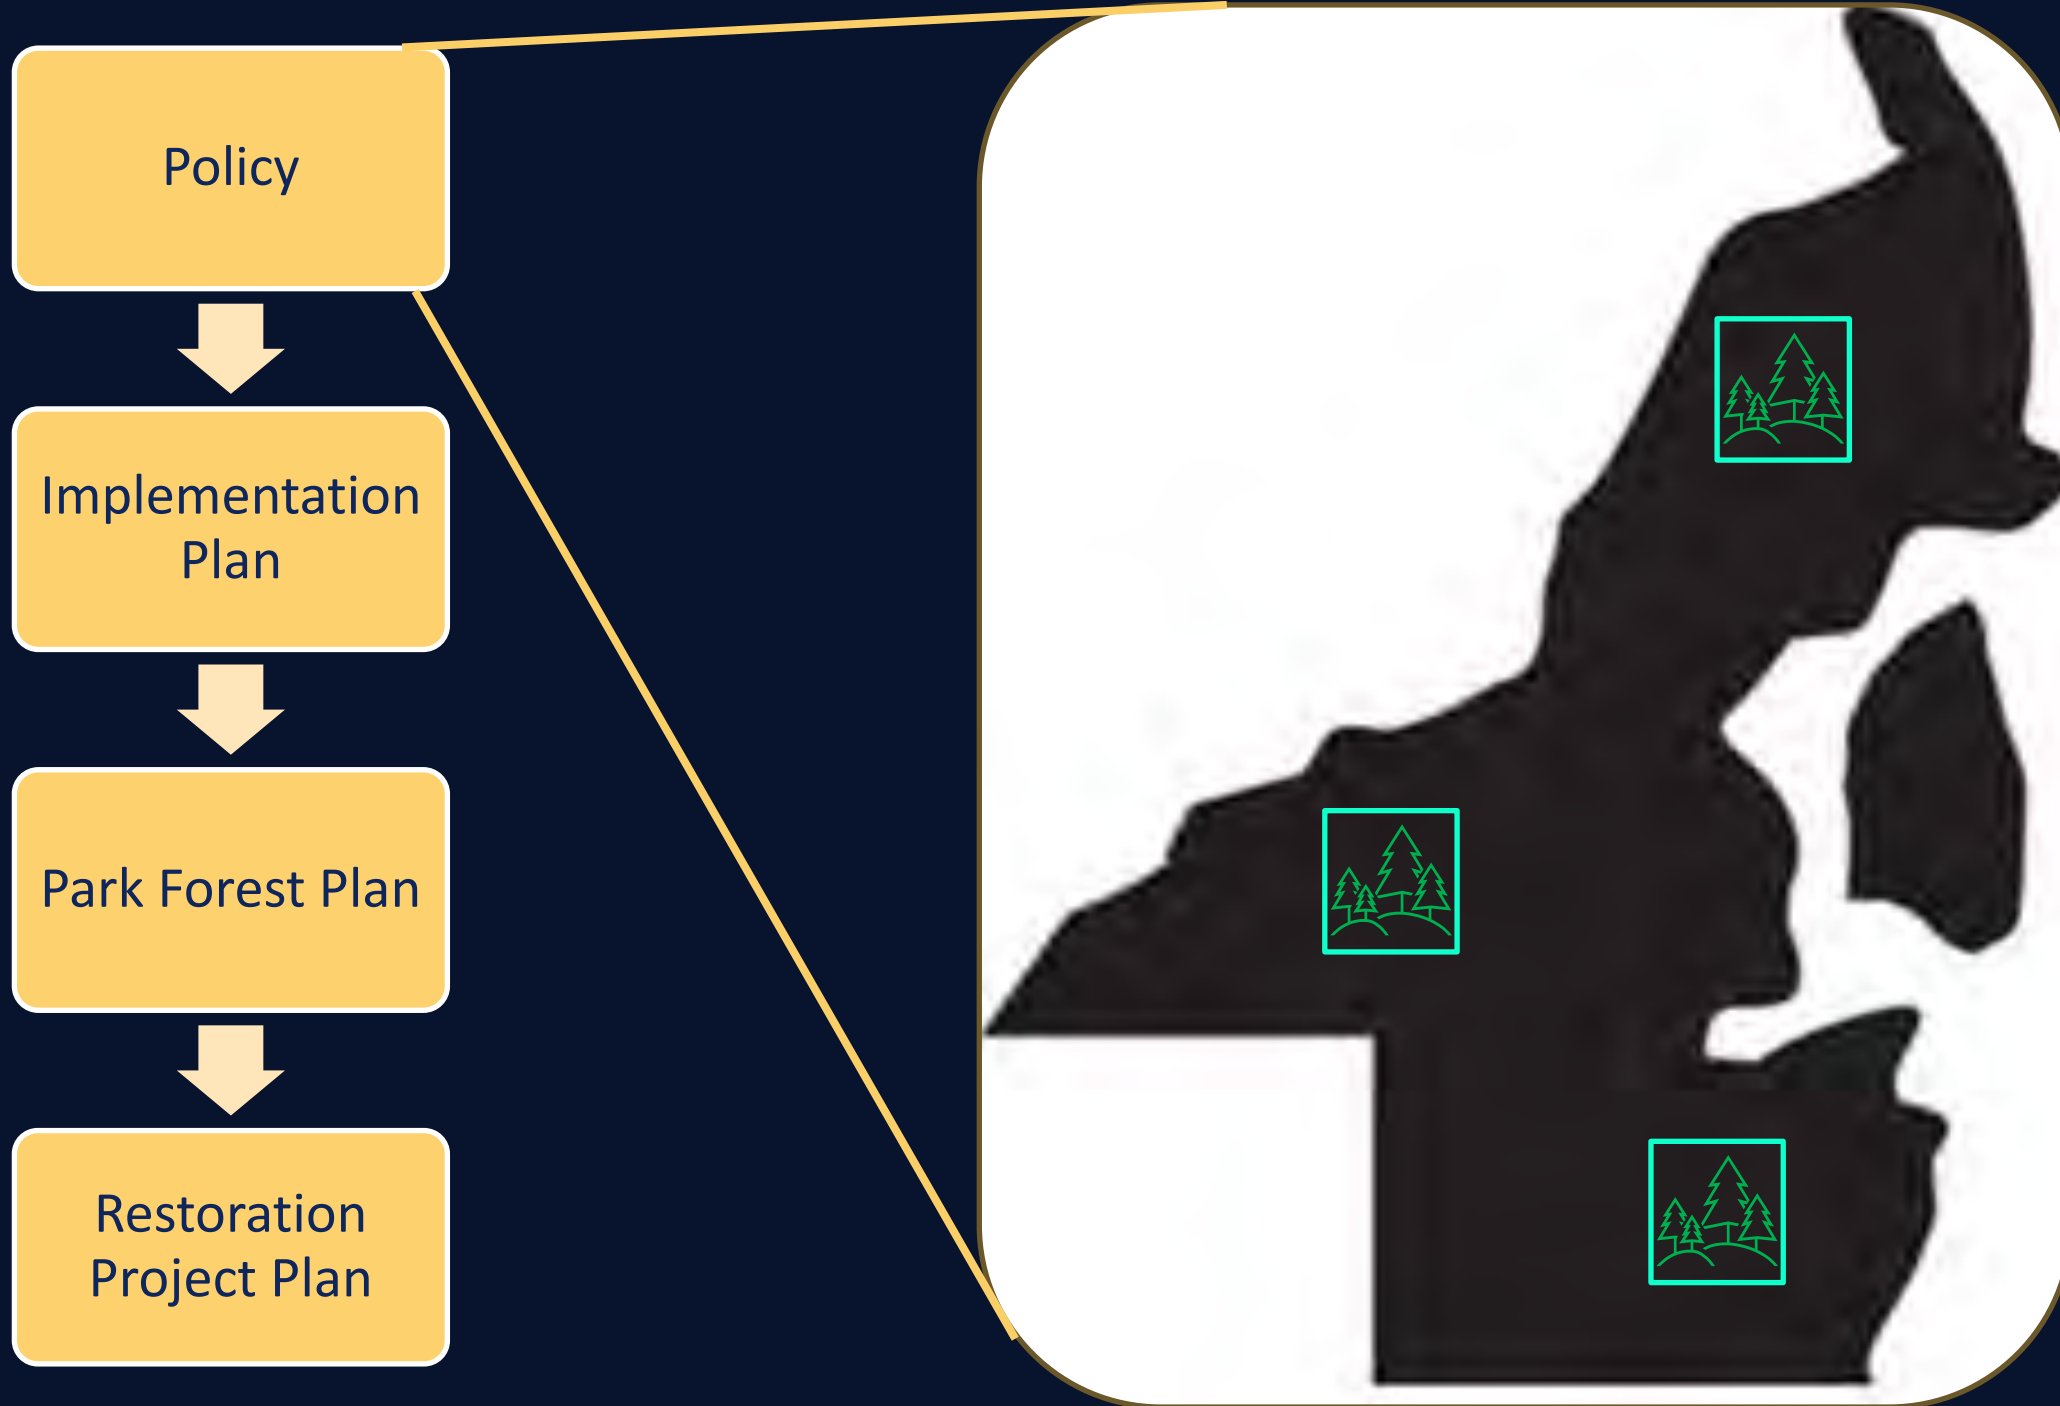 Policy
Implementation
Plan
Park Forest Plan
Restoration
Project Plan